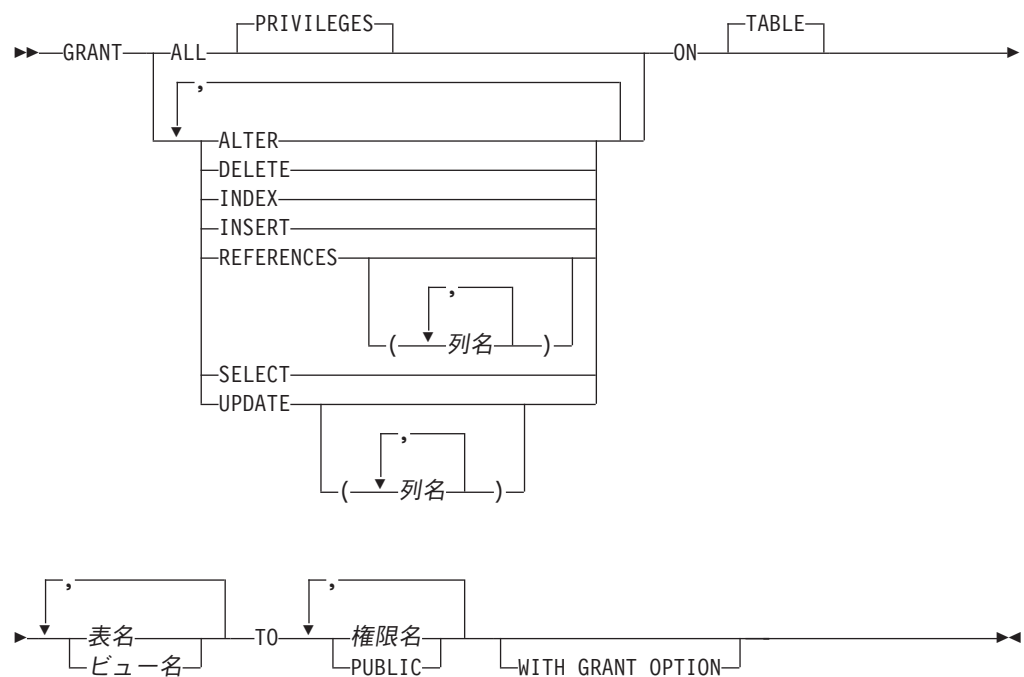 PRIVILEGES TABLE
GRANT ALL ON
,
ALTER
DELETE
INDEX
INSERT
REFERENCES
,
( 列名 )
SELECT
UPDATE
,
( 列名 )
, ,
表名 TO 権限名
ビュー名 PUBLIC WITH GRANT OPTION